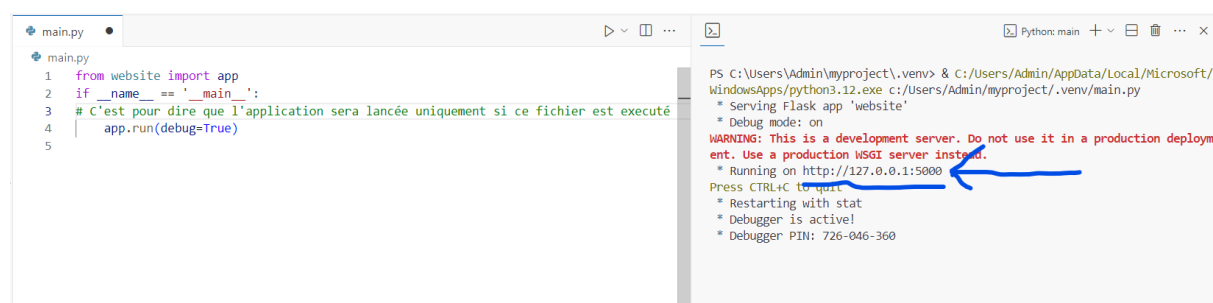 main.py
main.py
1 from website import app
2 if __name__ == '__main__':
3 # C'est pour dire que l'application sera lancée uniquement si ce fichier est executé
4 app.run(debug=True)
5
Python: main
PS C:\Users\Admin\myproject\.venv> & C:/Users/Admin/AppData/Local/Microsoft/
WindowsApps/python3.12.exe c:/Users/Admin/myproject/.venv/main.py
* Serving Flask app 'website'
* Debug mode: on
WARNING: This is a development server. Do not use it in a production deploym
ent. Use a production WSGI server instead.
* Running on http://127.0.0.1:5000
Press CTRL+C to quit
* Restarting with stat
* Debugger is active!
* Debugger PIN: 726-046-360